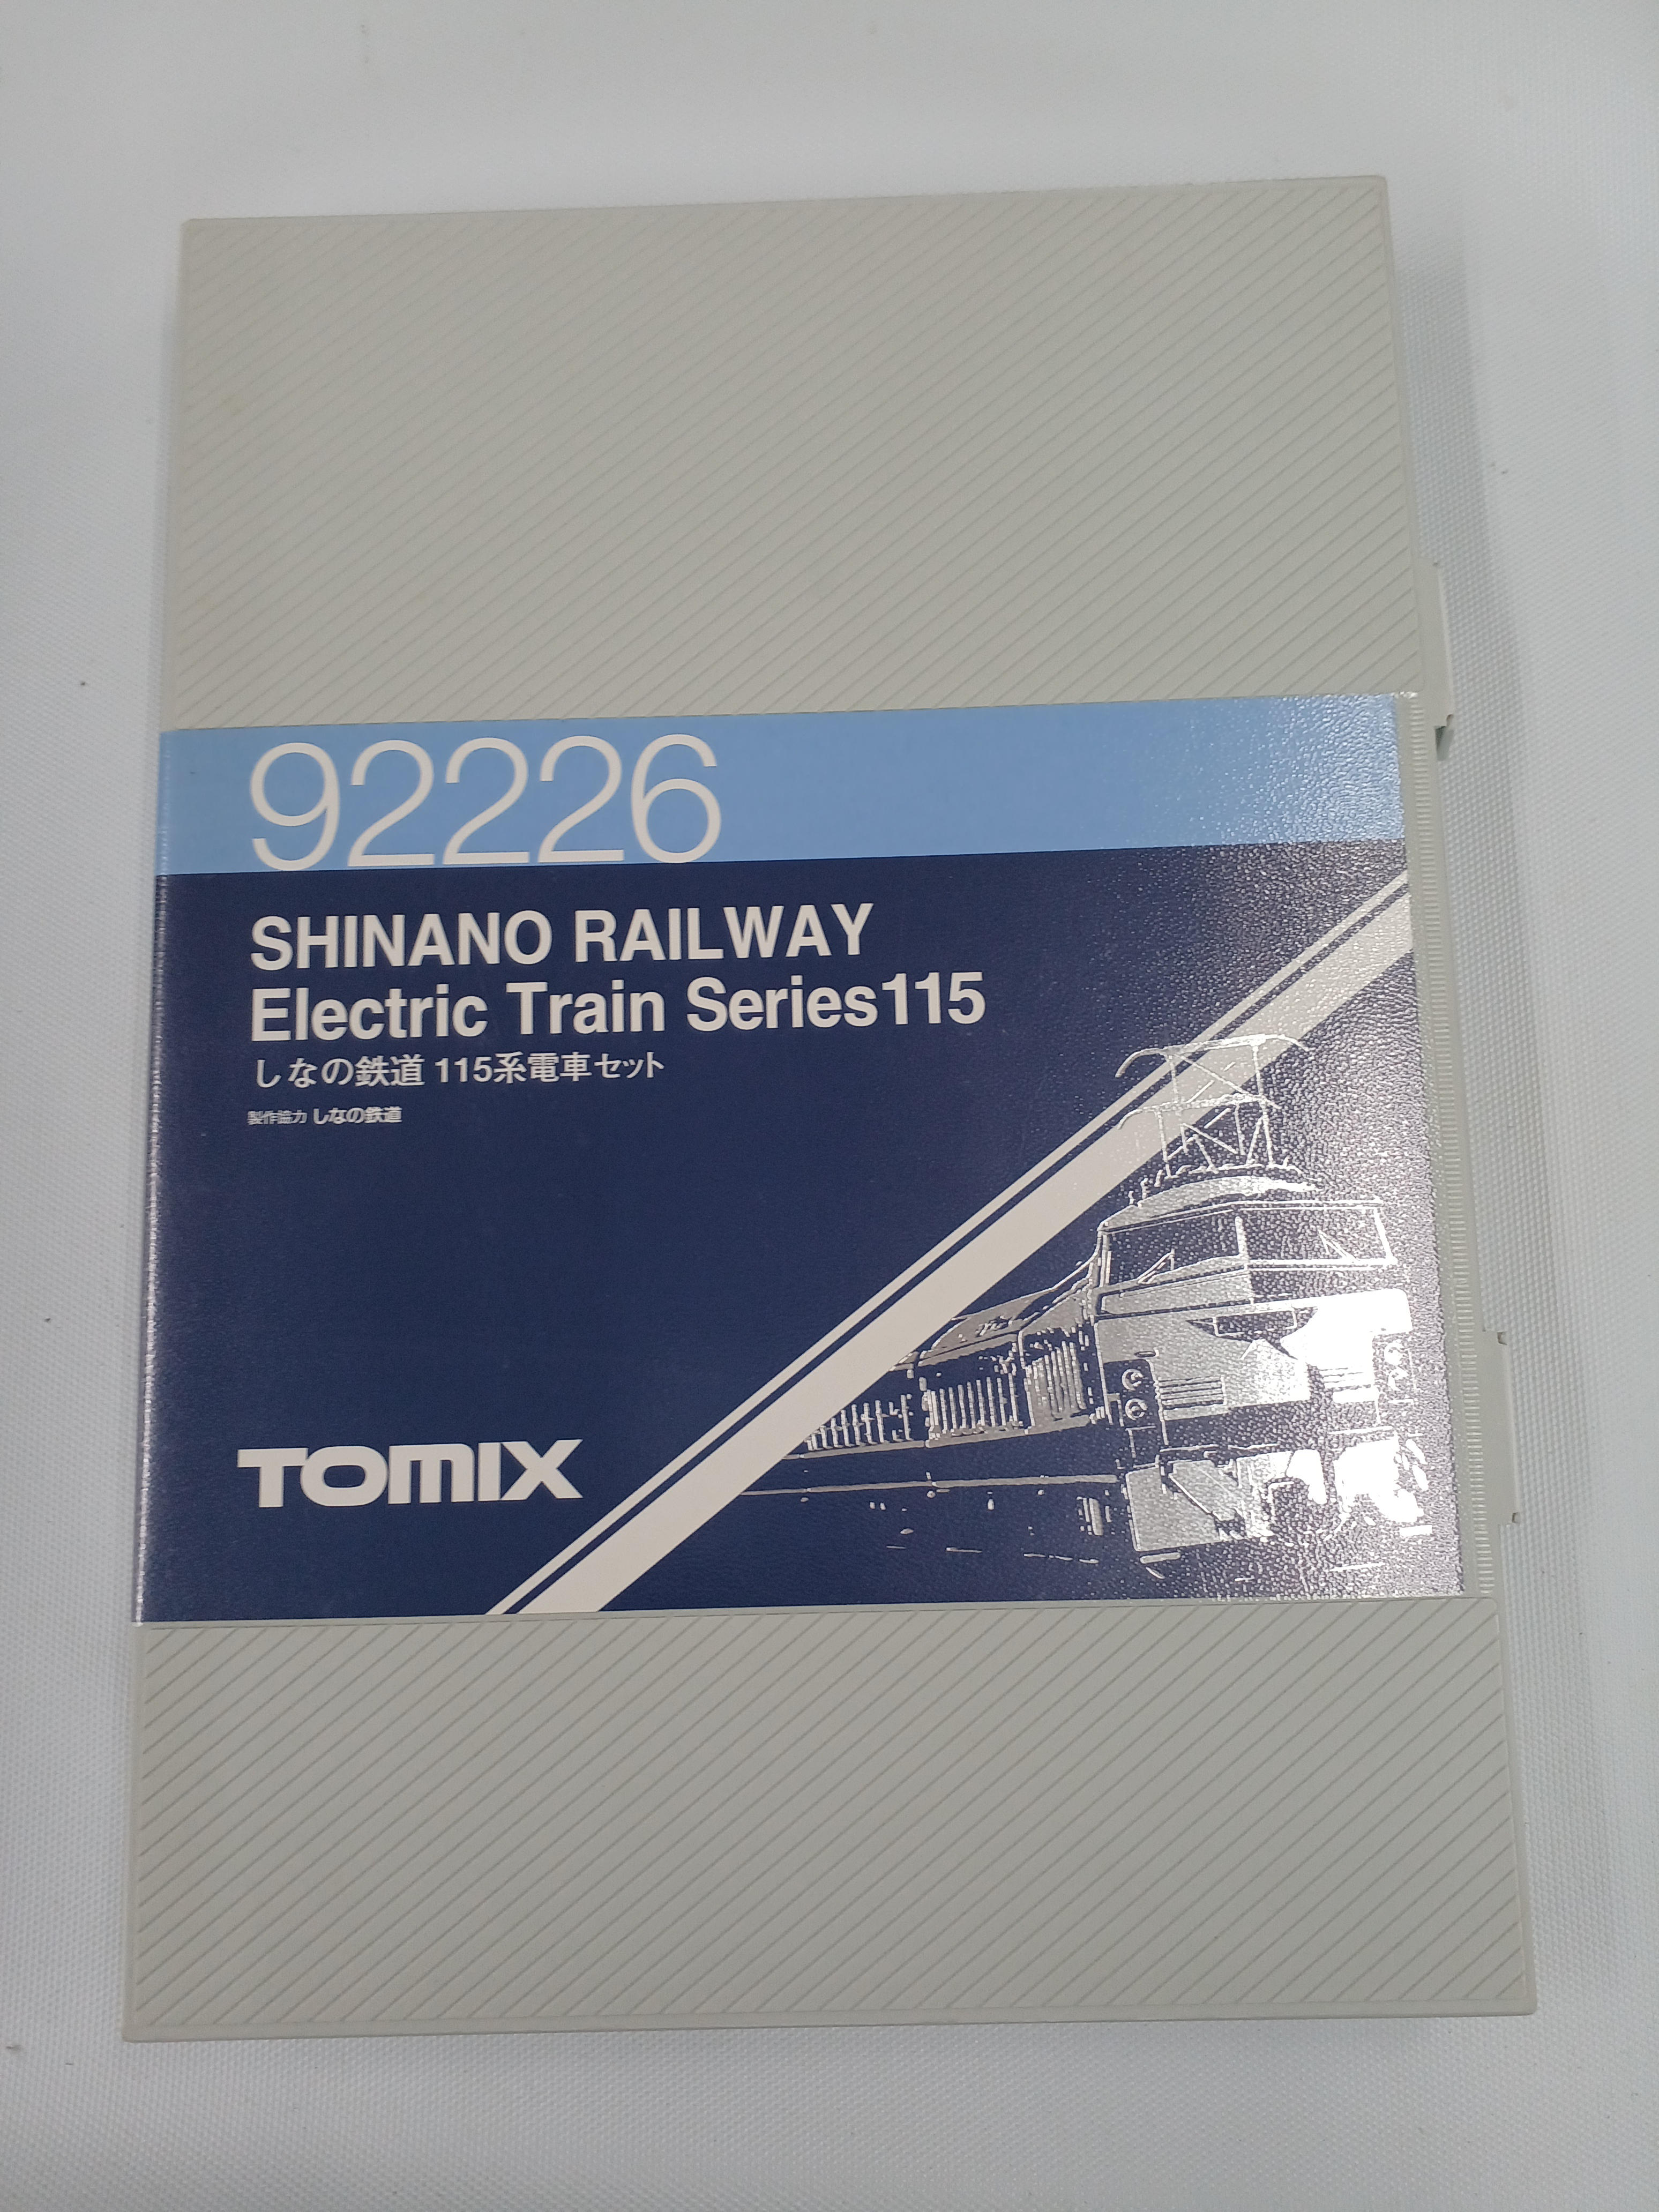 92226
SHINANO RAILWAY
Electric Train Series115
しなの鉄道 115系電車セット
製作協力 しなの鉄道
TOMIX